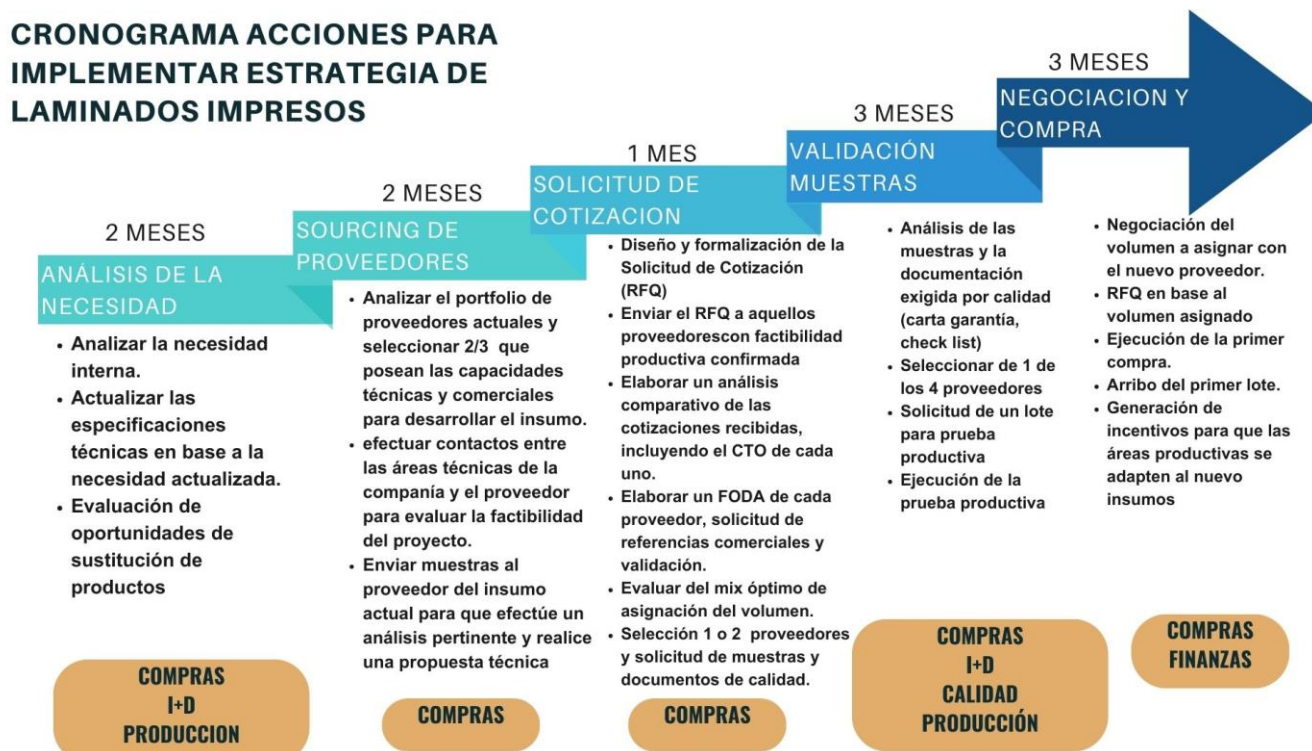 CRONOGRAMA ACCIONES PARA
IMPLEMENTAR ESTRATEGIA DE
LAMINADOS IMPRESOS
2 MESES
ANÁLISIS DE LA
NECESIDAD
• Analizar la necesidad
interna.
• Actualizar las
especificaciones
técnicas en base a la
necesidad actualizada.
• Evaluación de
oportunidades de
sustitución de
productos
COMPRAS
I+D
PRODUCCION
2 MESES
SOURCING DE
PROVEEDORES
• Analizar el portfolio de
proveedores actuales y
seleccionar 2/3 que
posean las capacidades
técnicas y comerciales
para desarrollar el insumo.
• efectuar contactos entre
las áreas técnicas de la
compañía y el proveedor
para evaluar la factibilidad
del proyecto.
• Enviar muestras al
proveedor del insumo
actual para que efectúe un
análisis pertinente y realice
una propuesta técnica
COMPRAS
1 MES
SOLICITUD DE
COTIZACION
• Diseño y formalización de la
Solicitud de Cotización
(RFQ)
• Enviar el RFQ a aquellos
proveedorescon factibilidad
productiva confirmada
• Elaborar un análisis
comparativo de las
cotizaciones recibidas,
incluyendo el CTO de cada
uno.
• Elaborar un FODA de cada
proveedor, solicitud de
referencias comerciales y
validación.
• Evaluar del mix óptimo de
asignación del volumen.
• Selección 1 o 2 proveedores
y solicitud de muestras y
documentos de calidad.
COMPRAS
3 MESES
VALIDACIÓN
MUESTRAS
• Análisis de las
muestras y la
documentación
exigida por calidad
(carta garantía,
check list)
• Seleccionar de 1 de
los 4 proveedores
• Solicitud de un lote
para prueba
productiva
• Ejecución de la
prueba productiva
COMPRAS
I+D
CALIDAD
PRODUCCIÓN
3 MESES
NEGOCIACION Y
COMPRA
• Negociación del
volumen a asignar con
el nuevo proveedor.
• RFQ en base al
volumen asignado
• Ejecución de la primer
compra.
• Arribo del primer lote.
• Generación de
incentivos para que las
áreas productivas se
adapten al nuevo
insumos
COMPRAS
FINANZAS